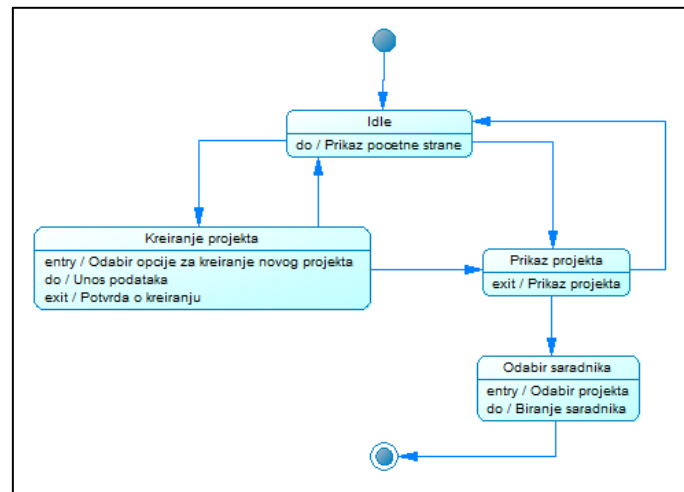 Idle
do / Prikaz pocetne strane
Kreiranje projekta
entry / Odabir opcije za kreiranje novog projekta
do / Unos podataka
exit / Potvrda o kreiranju
Prikaz projekta
exit / Prikaz projekta
Odabir saradnika
entry / Odabir projekta
do / Biranje saradnika